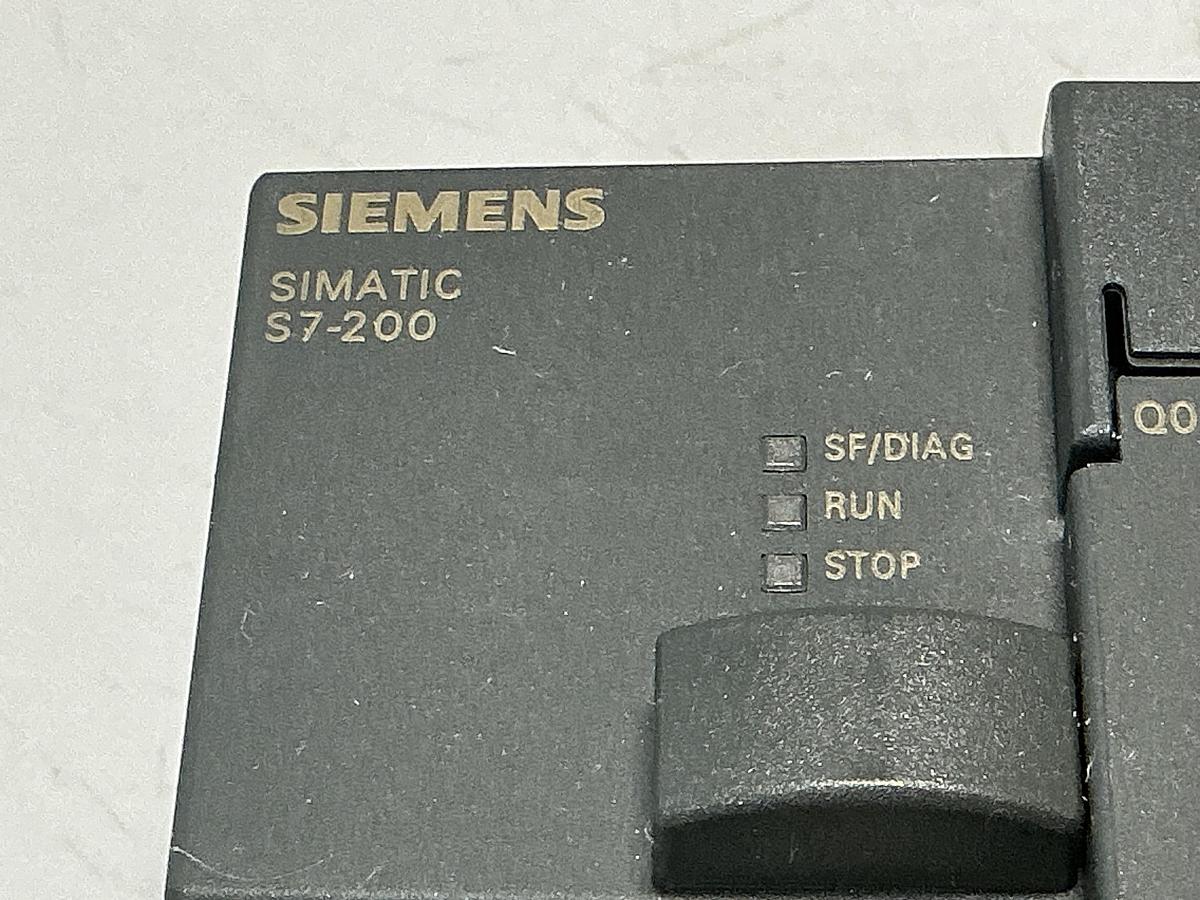 SIEMENS
SIMATIC
S7-200
SF/DIAG
RUN
STOP
Q0